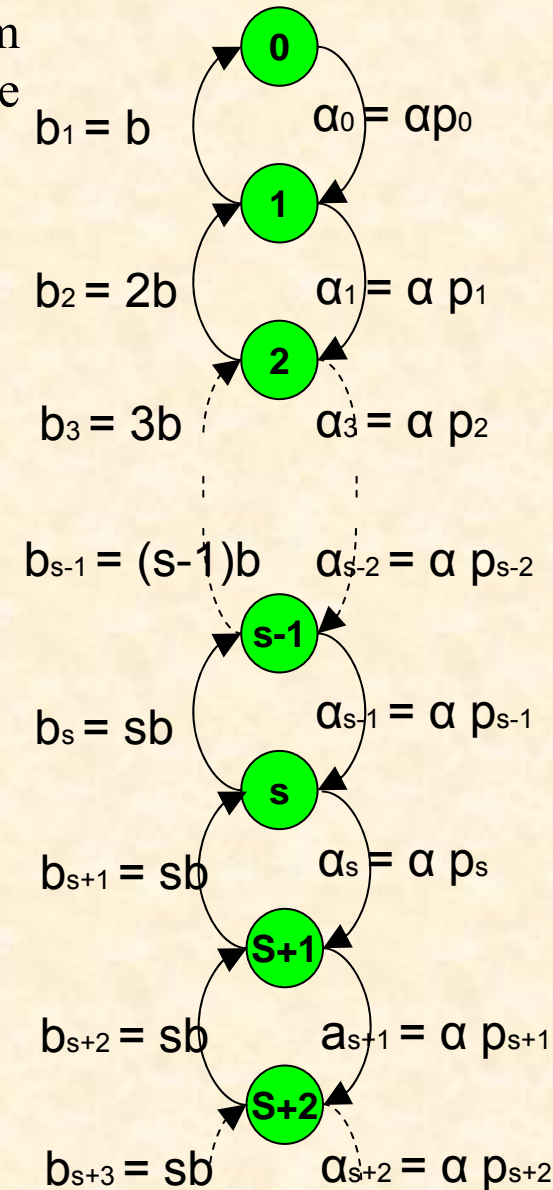 0
b₁ = b α₀ = αp₀
1
b₂ = 2b α₁ = α p₁
2
b₃ = 3b α₃ = α p₂
bₛ₋₁ = (s-1)b αₛ₋₂ = α pₛ₋₂
s-1
bₛ = sb αₛ₋₁ = α pₛ₋₁
s
bₛ₊₁ = sb αₛ = α pₛ
S+1
bₛ₊₂ = sb aₛ₊₁ = α pₛ₊₁
S+2
bₛ₊₃ = sb αₛ₊₂ = α pₛ₊₂